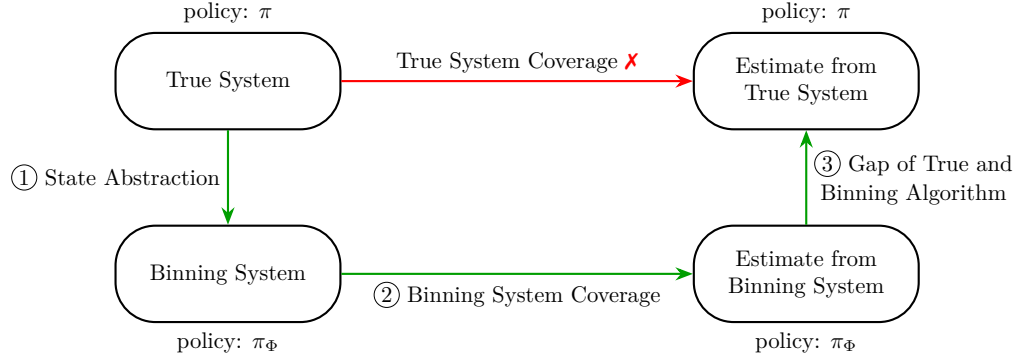 policy: π
policy: π
True System
True System Coverage ✗
Estimate from
True System
① State Abstraction
③ Gap of True and
Binning Algorithm
Binning System
② Binning System Coverage
Estimate from
Binning System
policy: π_Φ
policy: π_Φ